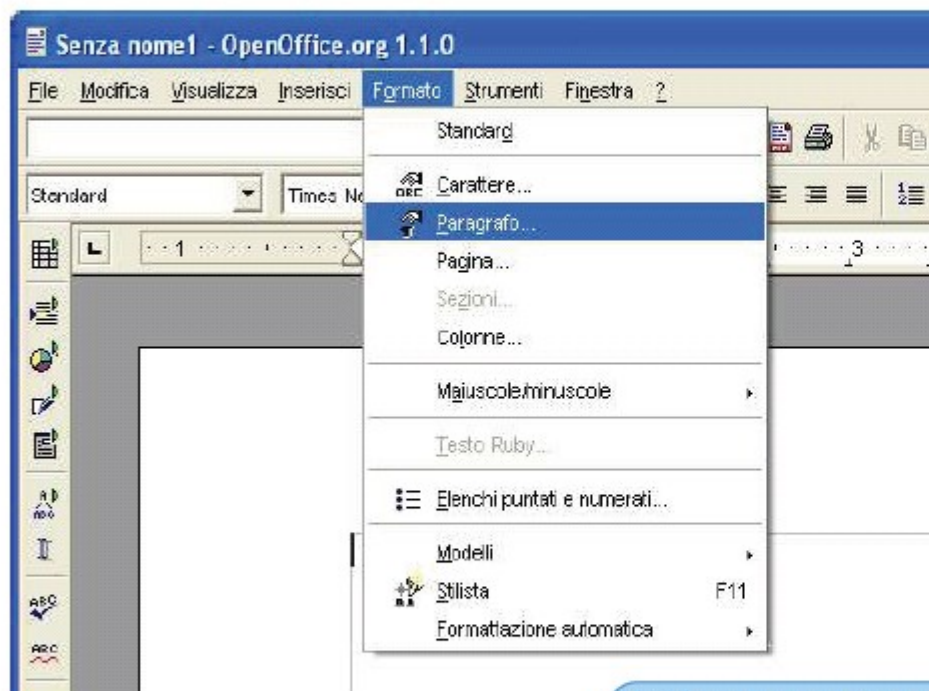 Senza nome1 - OpenOffice.org 1.1.0
File Modifica Visualizza Inserisci Formato Strumenti Finestra ?
Standard
Standard Times Ne
Carattere...
Paragrafo...
1 3
Pagina...
Sezioni...
Colonne...
Maiuscole/minuscole
Testo Ruby...
Elenchi puntati e numerati...
Modelli
Stilista F11
Formattazione automatica